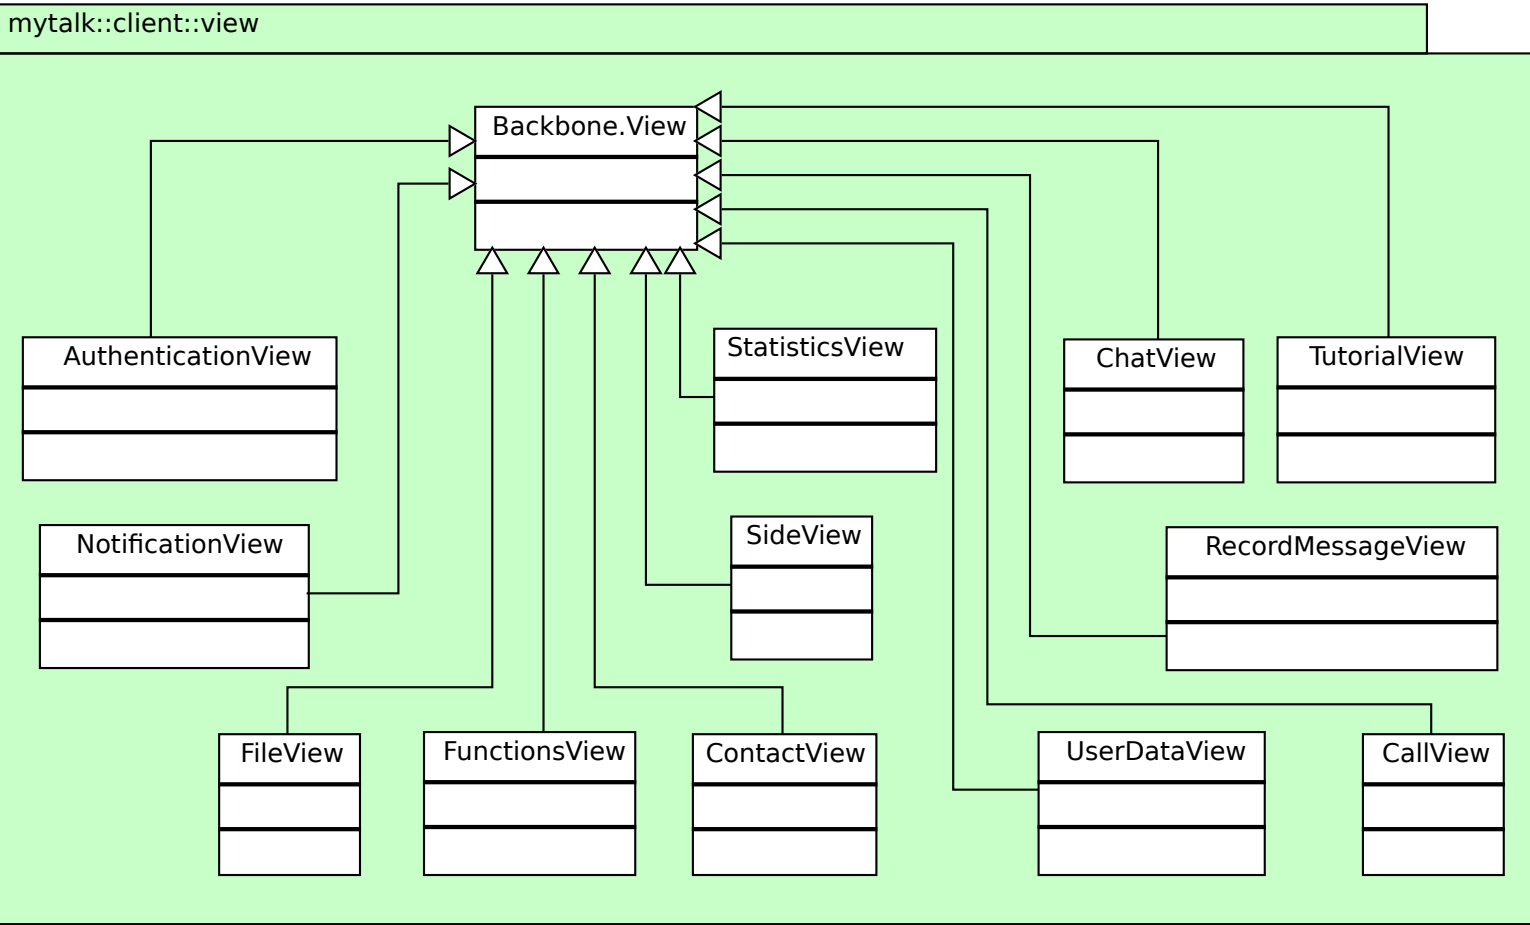 mytalk::client::view
Backbone.View
StatisticsView
AuthenticationView
ChatView
TutorialView
SideView
NotificationView
RecordMessageView
FileView
FunctionsView
ContactView
UserDataView
CallView